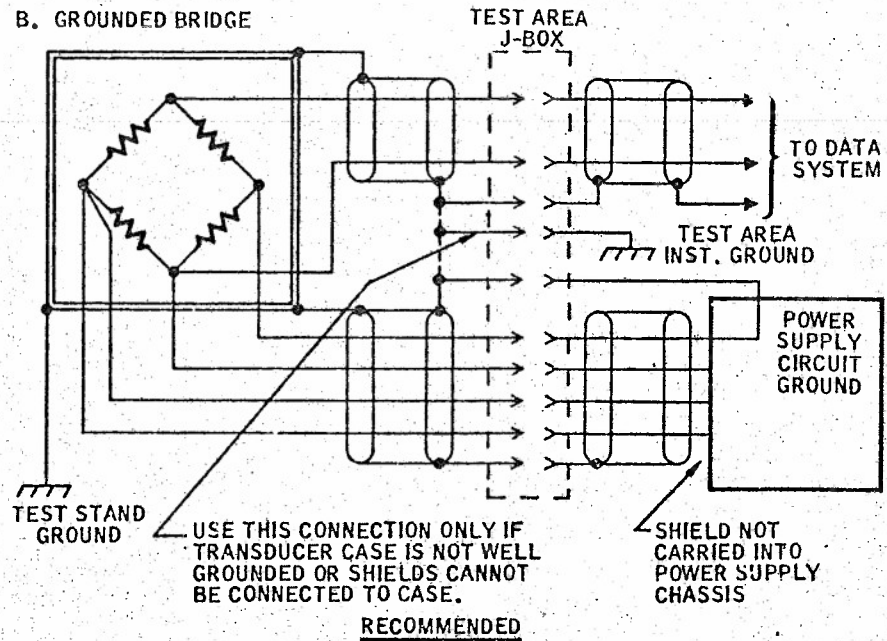 B. GROUNDED BRIDGE
TEST AREA
J-BOX
TO DATA
SYSTEM
TEST AREA
INST. GROUND
POWER
SUPPLY
CIRCUIT
GROUND
TEST STAND
GROUND
USE THIS CONNECTION ONLY IF
TRANSDUCER CASE IS NOT WELL
GROUNDED OR SHIELDS CANNOT
BE CONNECTED TO CASE.
SHIELD NOT
CARRIED INTO
POWER SUPPLY
CHASSIS
RECOMMENDED